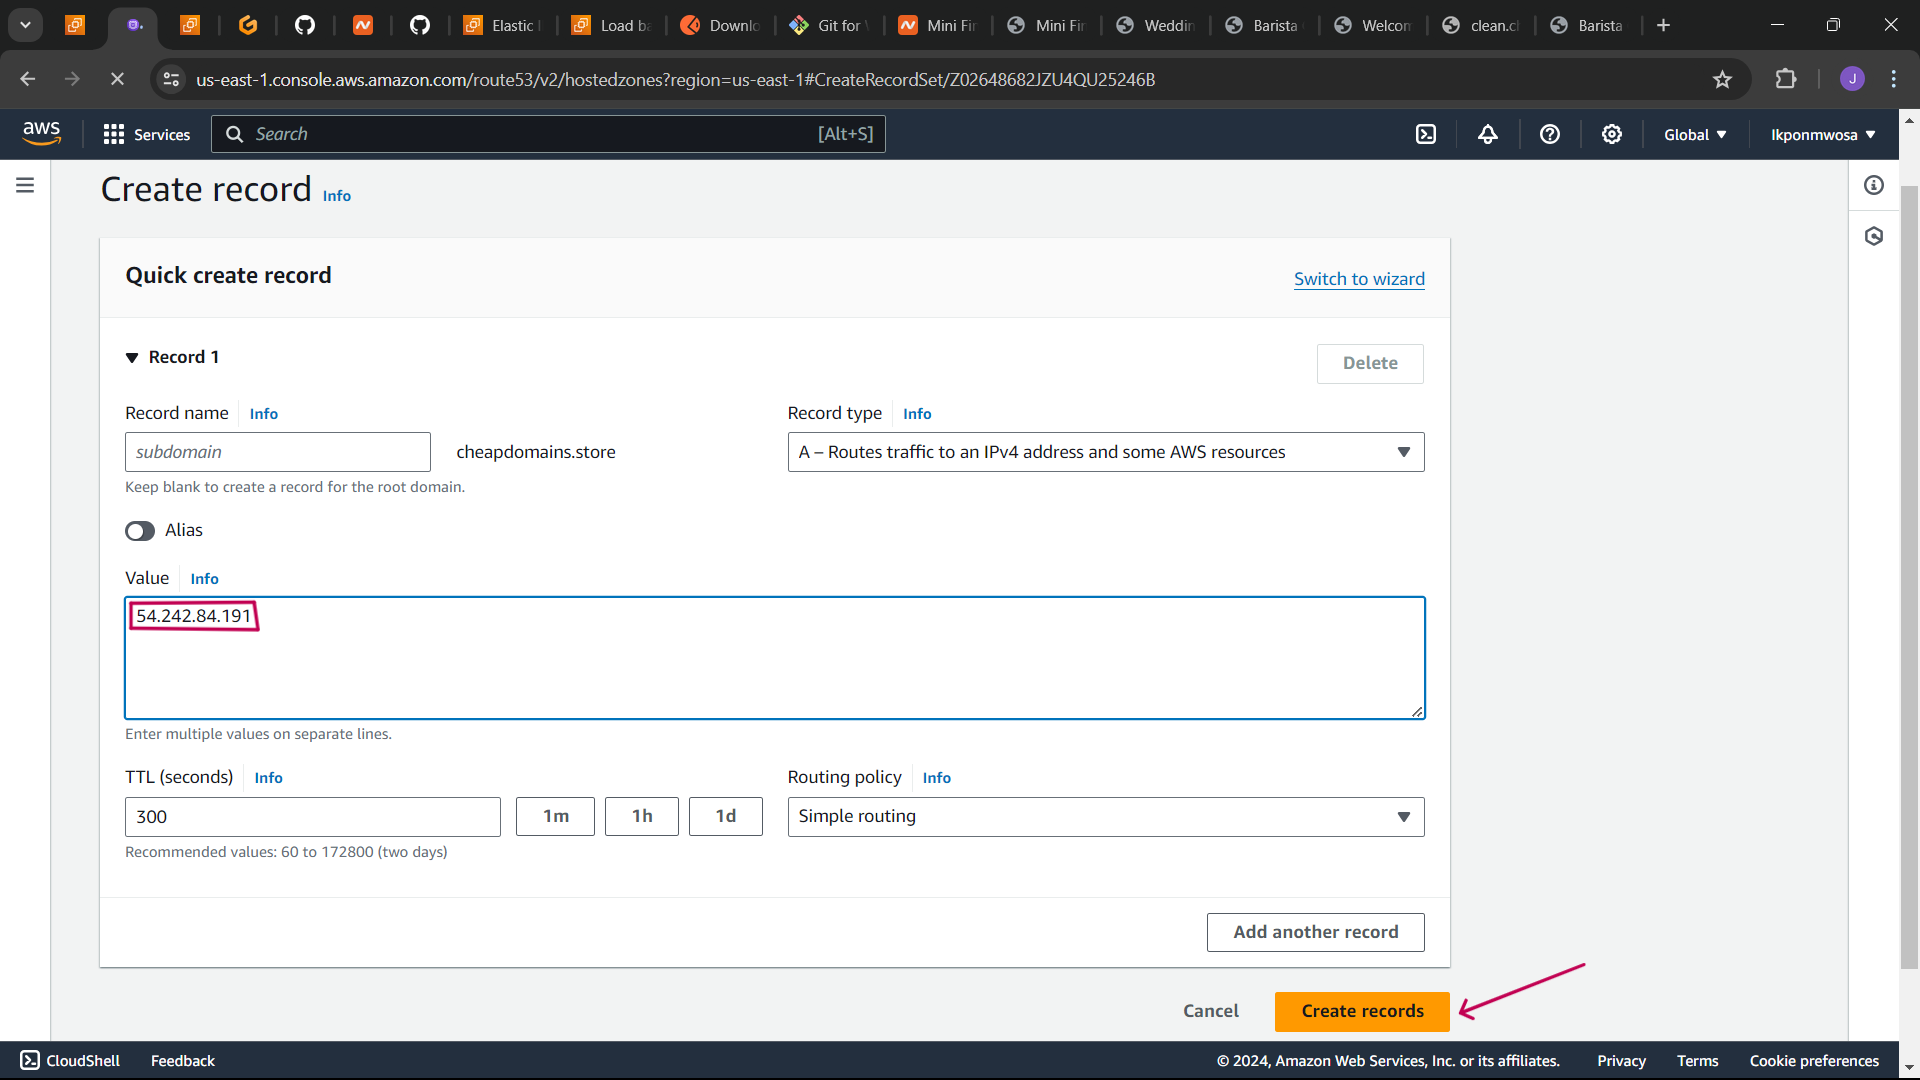 Elastic
Load ba
Downlo
Git for
Mini Fir
Mini Fir
Weddin
Barista
Welcom
clean.c
Barista
us-east-1.console.aws.amazon.com/route53/v2/hostedzones?region=us-east-1#CreateRecordSet/Z02648682JZU4QU25246B
J
aws
Services
Search
[Alt+S]
Global
Ikponmwosa
Create record Info
Quick create record
Switch to wizard
Record 1
Delete
Record name Info
Record type Info
subdomain
cheapdomains.store
A – Routes traffic to an IPv4 address and some AWS resources
Keep blank to create a record for the root domain.
Alias
Value Info
54.242.84.191
Enter multiple values on separate lines.
TTL (seconds) Info
Routing policy Info
300
1m
1h
1d
Simple routing
Recommended values: 60 to 172800 (two days)
Add another record
Cancel
Create records
CloudShell
Feedback
© 2024, Amazon Web Services, Inc. or its affiliates.
Privacy
Terms
Cookie preferences